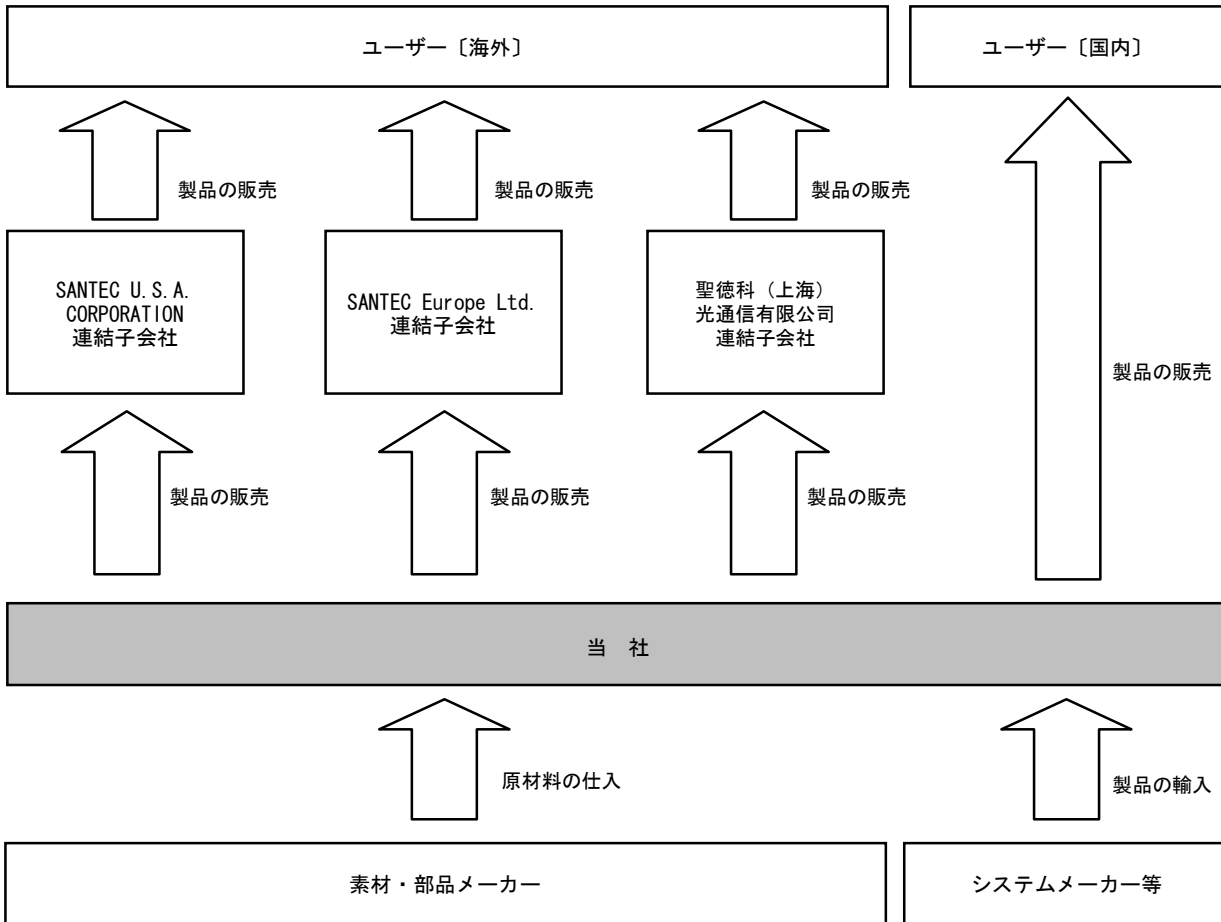 ユーザー〔海外〕
ユーザー〔国内〕
製品の販売
製品の販売
製品の販売
SANTEC U.S.A.
CORPORATION
連結子会社
SANTEC Europe Ltd.
連結子会社
聖徳科（上海）
光通信有限公司
連結子会社
製品の販売
製品の販売
製品の販売
製品の販売
当　社
原材料の仕入
製品の輸入
素材・部品メーカー
システムメーカー等